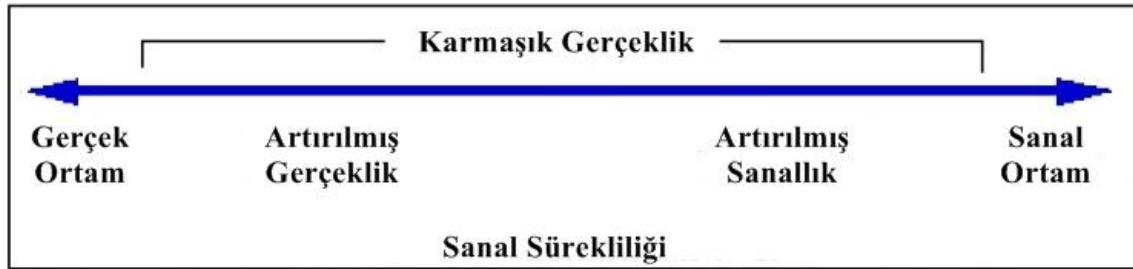 Karmaşık Gerçeklik
Gerçek Ortam
Artırılmış Gerçeklik
Artırılmış Sanallık
Sanal Ortam
Sanal Sürekliliği